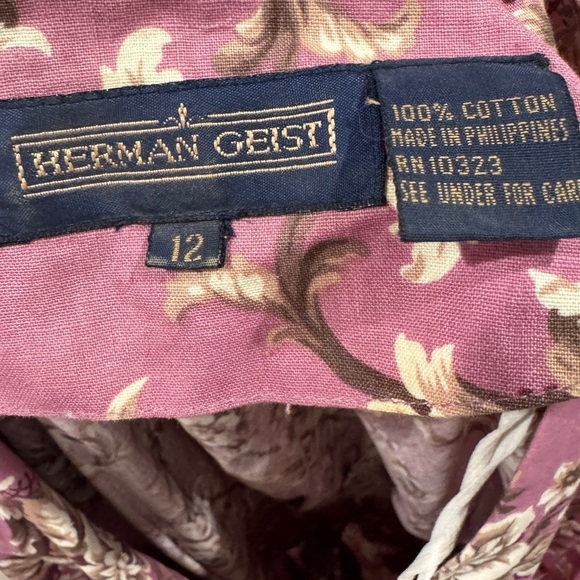 HERMAN GEIST
12
100% COTTON
MADE IN PHILIPPINES
RN 10323
SEE UNDER FOR CARE